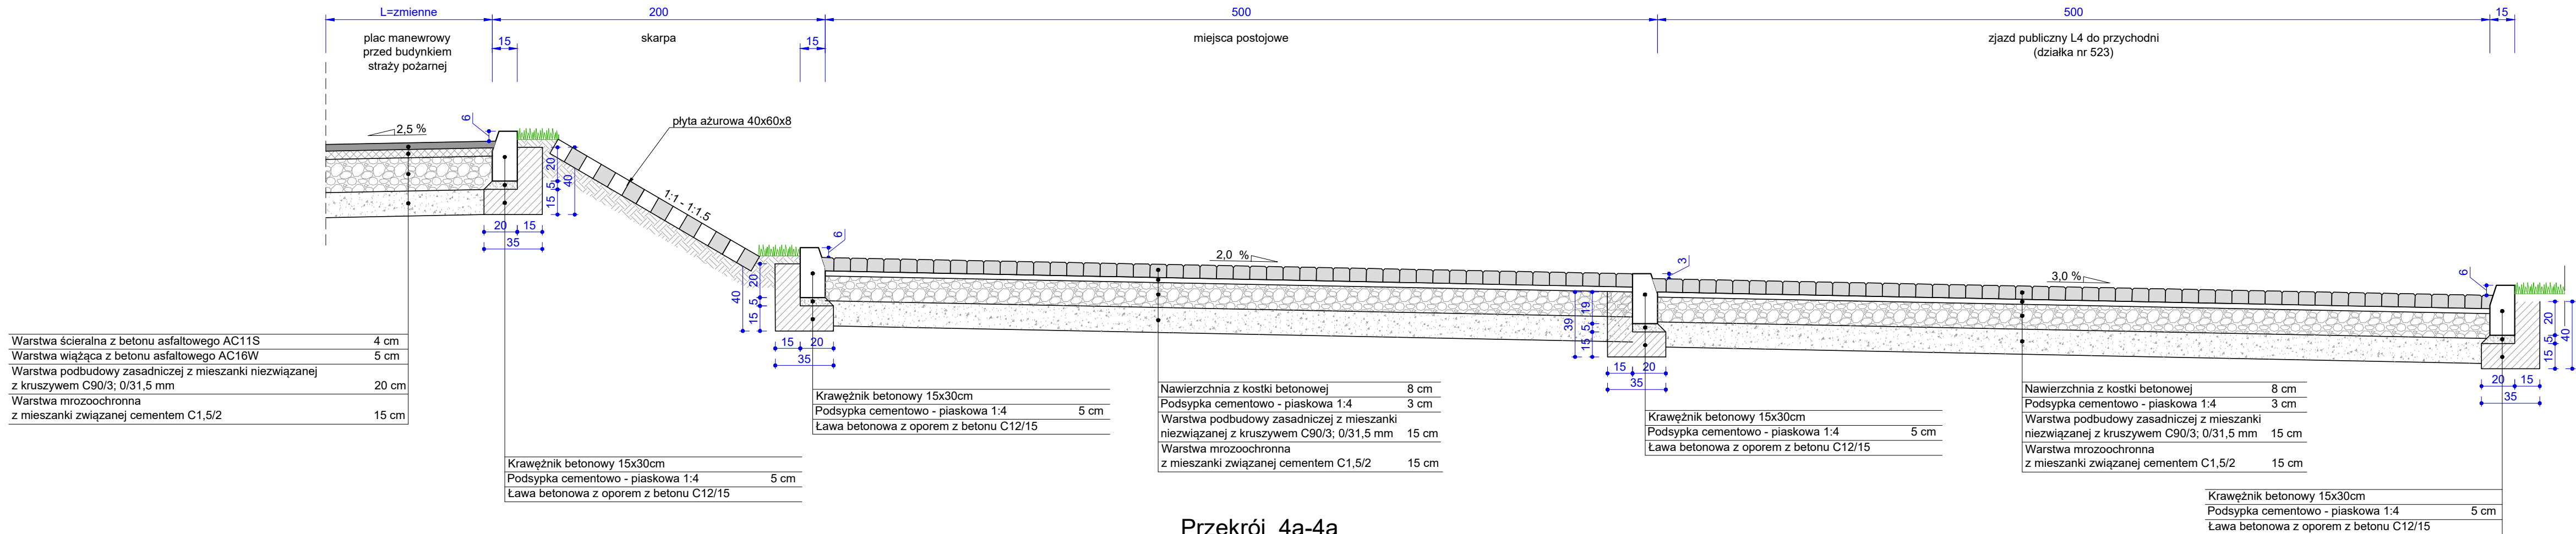 L=zmienne
200
500
500
15
plac manewrowy
przed budynkiem
straży pożarnej
15
skarpa
15
miejsca postojowe
zjazd publiczny L4 do przychodni
(działka nr 523)
6
2,5 %
płyta ażurowa 40x60x8
20
5
15
40
1:1 - 1:1.5
20
15
35
6
2,0 %
3
3,0 %
6
40
20
5
15
15
20
35
39
19
5
15
15
20
35
20
5
15
40
20
15
35
Warstwa ścieralna z betonu asfaltowego AC11S 4 cm
Warstwa wiążąca z betonu asfaltowego AC16W 5 cm
Warstwa podbudowy zasadniczej z mieszanki niezwiązanej
z kruszywem C90/3; 0/31,5 mm 20 cm
Warstwa mrozoochronna
z mieszanki związanej cementem C1,5/2 15 cm
Krawężnik betonowy 15x30cm
Podsypka cementowo - piaskowa 1:4 5 cm
Ława betonowa z oporem z betonu C12/15
Krawężnik betonowy 15x30cm
Podsypka cementowo - piaskowa 1:4 5 cm
Ława betonowa z oporem z betonu C12/15
Nawierzchnia z kostki betonowej 8 cm
Podsypka cementowo - piaskowa 1:4 3 cm
Warstwa podbudowy zasadniczej z mieszanki
niezwiązanej z kruszywem C90/3; 0/31,5 mm 15 cm
Warstwa mrozoochronna
z mieszanki związanej cementem C1,5/2 15 cm
Krawężnik betonowy 15x30cm
Podsypka cementowo - piaskowa 1:4 5 cm
Ława betonowa z oporem z betonu C12/15
Nawierzchnia z kostki betonowej 8 cm
Podsypka cementowo - piaskowa 1:4 3 cm
Warstwa podbudowy zasadniczej z mieszanki
niezwiązanej z kruszywem C90/3; 0/31,5 mm 15 cm
Warstwa mrozoochronna
z mieszanki związanej cementem C1,5/2 15 cm
Krawężnik betonowy 15x30cm
Podsypka cementowo - piaskowa 1:4 5 cm
Ława betonowa z oporem z betonu C12/15
Przekrój 4a-4a